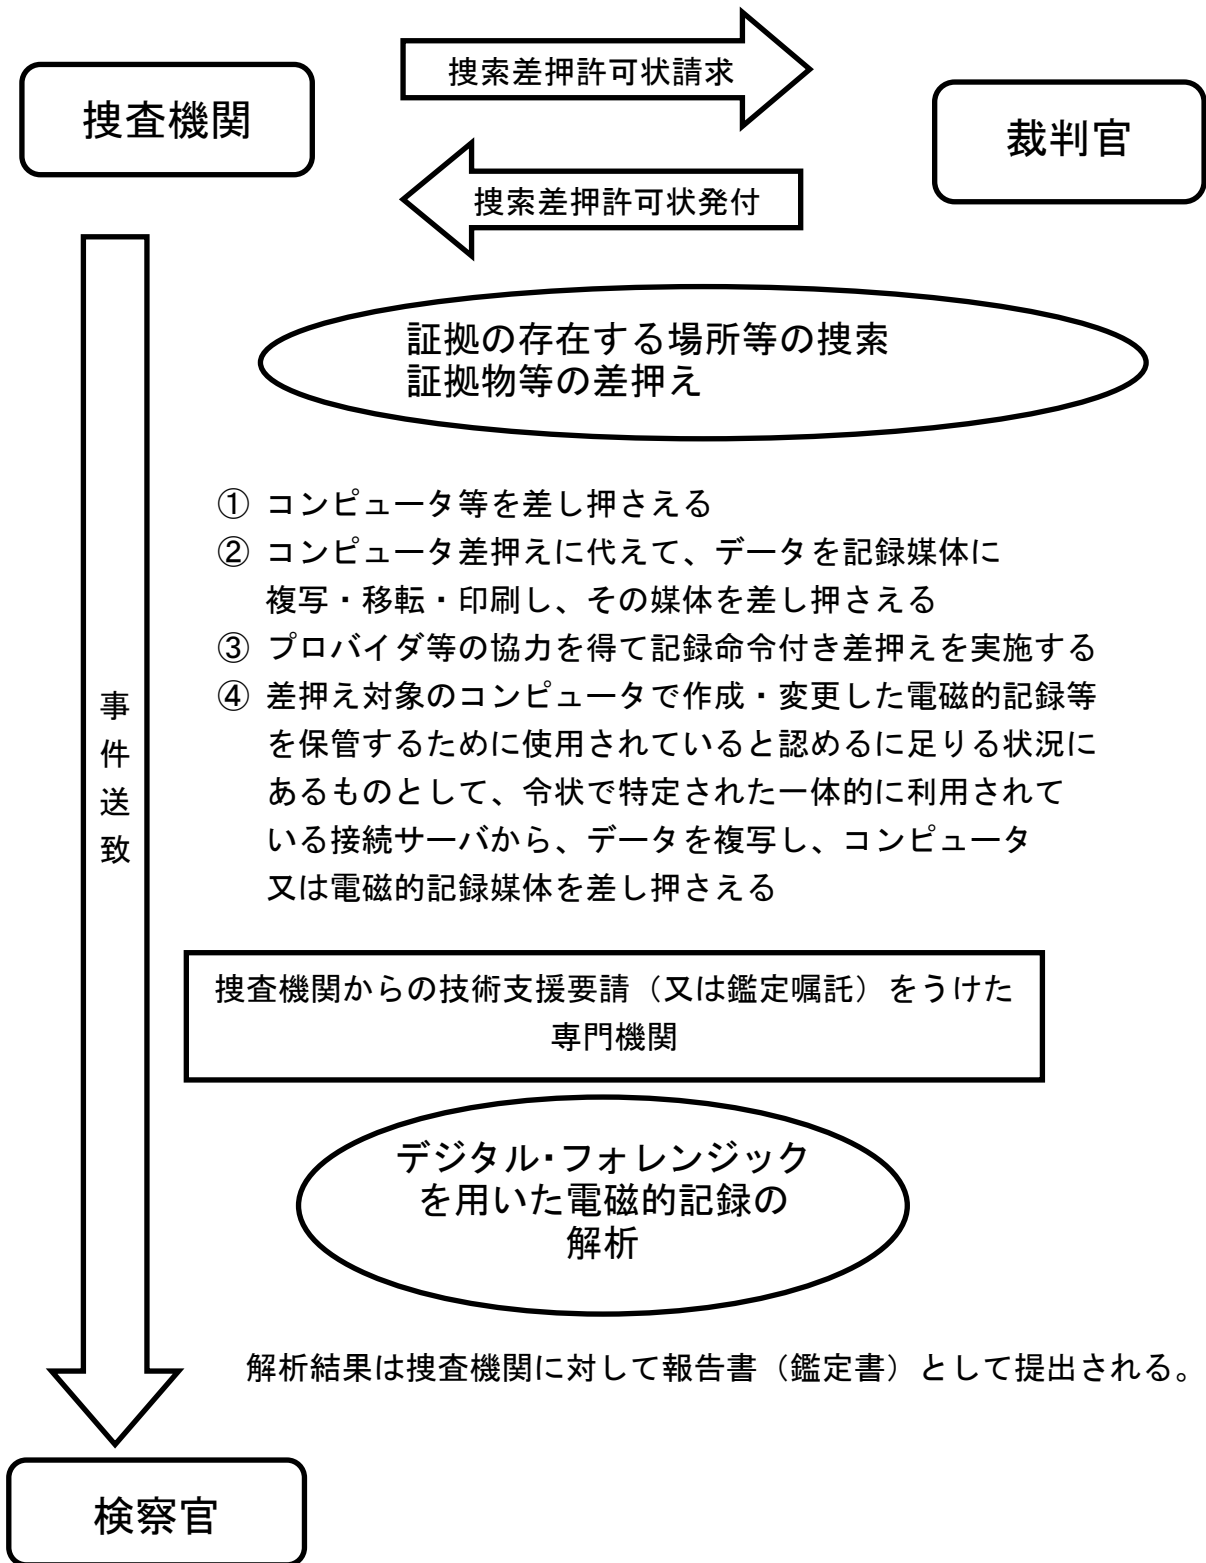 捜査機関
捜索差押許可状請求
裁判官
捜索差押許可状発付
証拠の存在する場所等の捜索
証拠物等の差押え
① コンピュータ等を差し押さえる
② コンピュータ差押えに代えて、データを記録媒体に
複写・移転・印刷し、その媒体を差し押さえる
③ プロバイダ等の協力を得て記録命令付き差押えを実施する
④ 差押え対象のコンピュータで作成・変更した電磁的記録等
を保管するために使用されていると認めるに足りる状況に
あるものとして、令状で特定された一体的に利用されて
いる接続サーバから、データを複写し、コンピュータ
又は電磁的記録媒体を差し押さえる
事件送致
捜査機関からの技術支援要請（又は鑑定嘱託）をうけた
専門機関
デジタル・フォレンジック
を用いた電磁的記録の
解析
解析結果は捜査機関に対して報告書（鑑定書）として提出される。
検察官